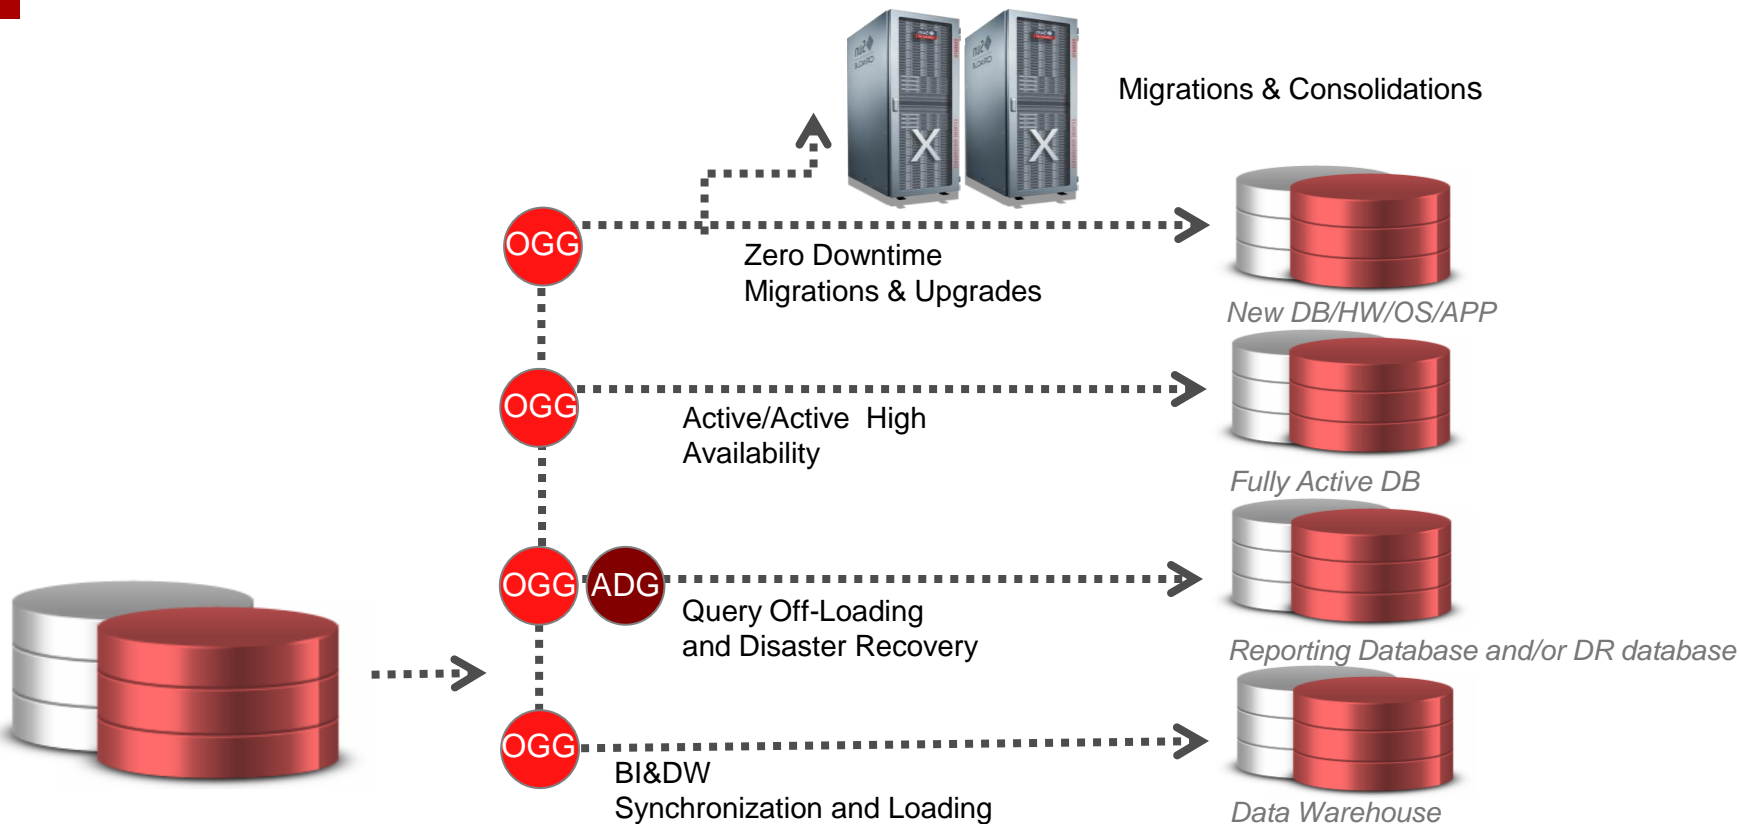 Migrations & Consolidations
Sun
X
Sun
X
OGG
Zero Downtime
Migrations & Upgrades
New DB/HW/OS/APP
OGG
Active/Active  High
Availability
Fully Active DB
OGG
ADG
Query Off-Loading
and Disaster Recovery
Reporting Database and/or DR database
OGG
BI&DW
Synchronization and Loading
Data Warehouse